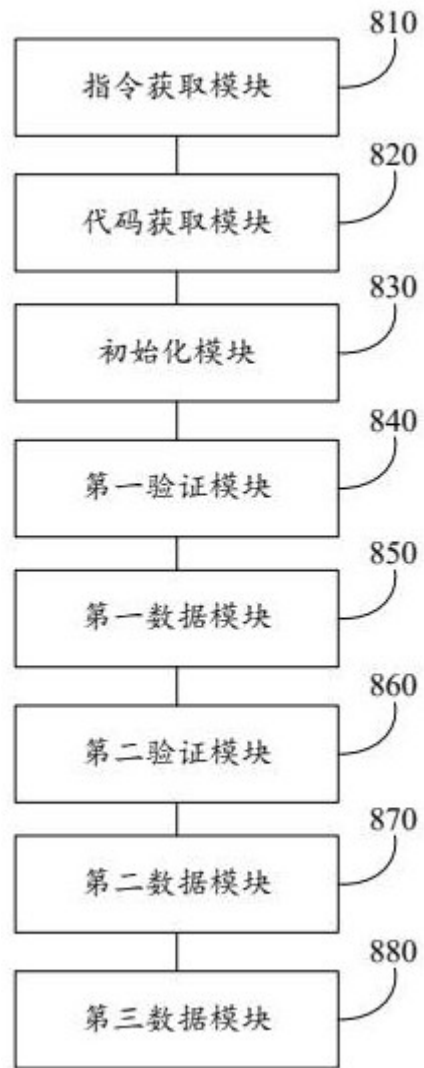 810
指令获取模块
820
代码获取模块
830
初始化模块
840
第一验证模块
850
第一数据模块
860
第二验证模块
870
第二数据模块
880
第三数据模块